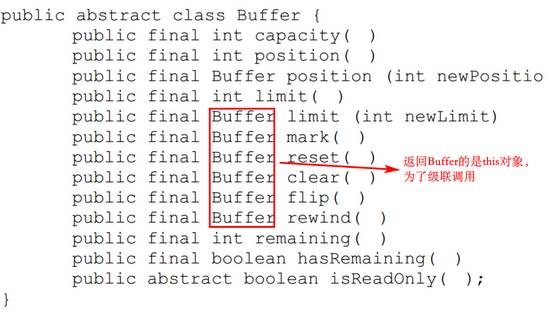 public abstract class Buffer {
public final int capacity( )
public final int position( )
public final Buffer position (int newPositio
public final int limit( )
public final Buffer limit (int newLimit)
public final Buffer mark( )
public final Buffer reset( )
public final Buffer clear( )
public final Buffer flip( )
public final Buffer rewind( )
public final int remaining( )
public final boolean hasRemaining( )
public abstract boolean isReadOnly( );
}
返回Buffer的是this对象，
为了级联调用